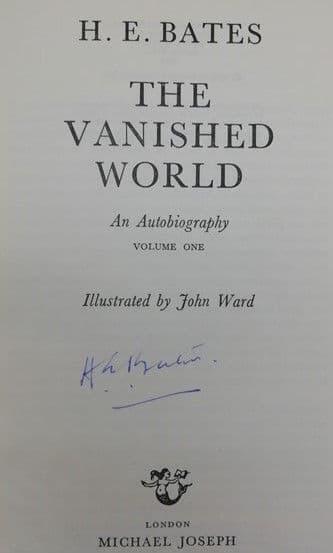 H. E. BATES
THE
VANISHED
WORLD
An Autobiography
VOLUME ONE
Illustrated by John Ward
H E Bates.
LONDON
MICHAEL JOSEPH